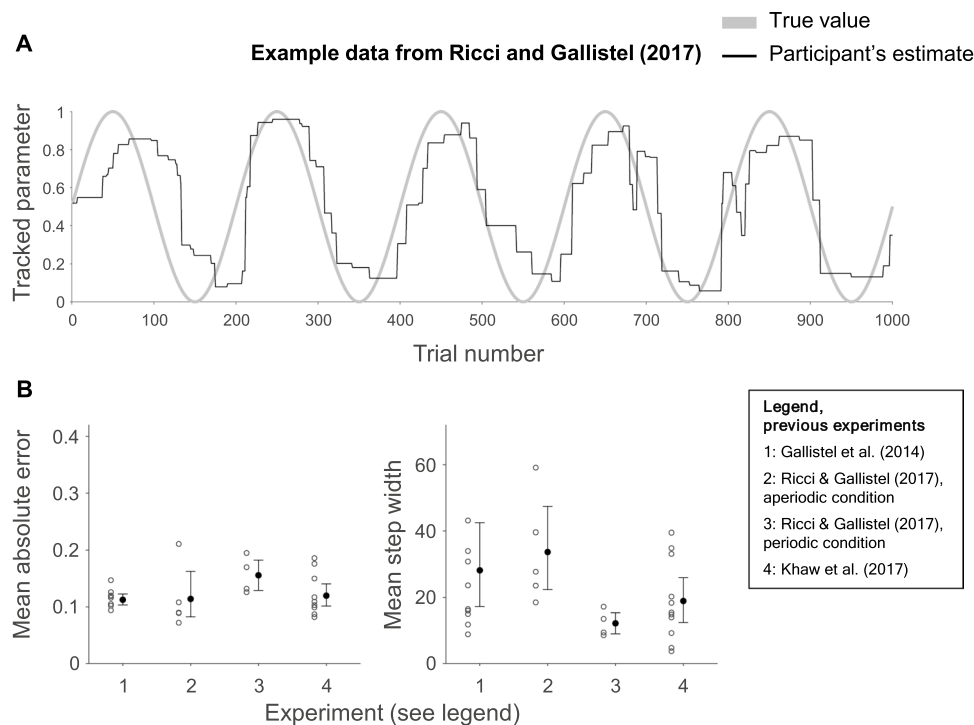 A
Example data from Ricci and Gallistel (2017)
True value
Participant's estimate
Tracked parameter
1
0.8
0.6
0.4
0.2
0
0 100 200 300 400 500 600 700 800 900 1000
Trial number
B
Mean absolute error
0.4
0.3
0.2
0.1
0
1 2 3 4
Mean step width
60
40
20
0
1 2 3 4
Experiment (see legend)
Legend,
previous experiments
1: Gallistel et al. (2014)
2: Ricci & Gallistel (2017),
aperiodic condition
3: Ricci & Gallistel (2017),
periodic condition
4: Khaw et al. (2017)